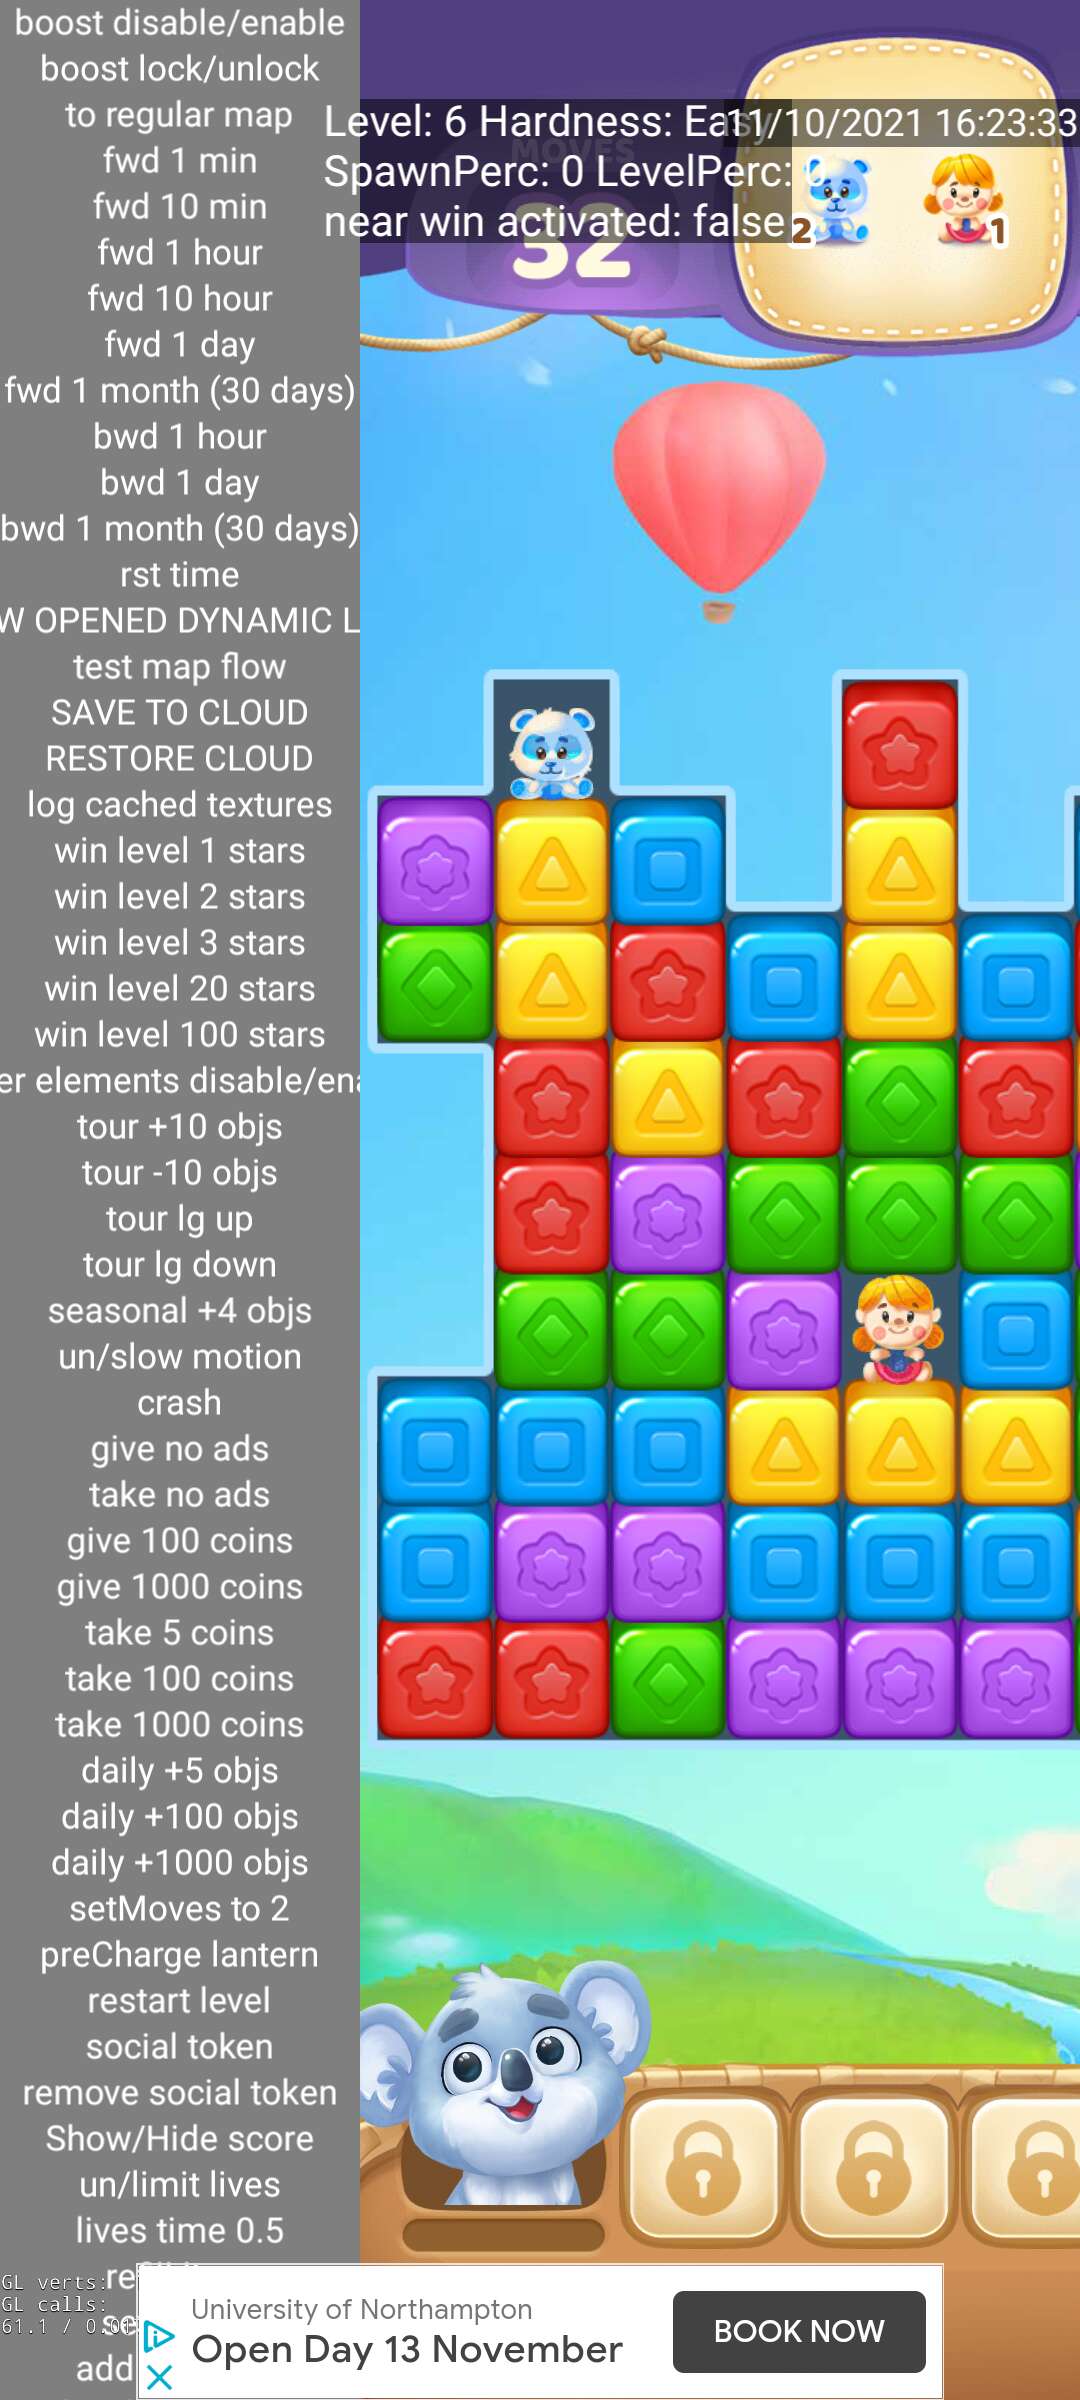 boost disable/enable
boost lock/unlock
to regular map
fwd 1 min
fwd 10 min
fwd 1 hour
fwd 10 hour
fwd 1 day
fwd 1 month (30 days)
bwd 1 hour
bwd 1 day
bwd 1 month (30 days)
rst time
W OPENED DYNAMIC L
test map flow
SAVE TO CLOUD
RESTORE CLOUD
log cached textures
win level 1 stars
win level 2 stars
win level 3 stars
win level 20 stars
win level 100 stars
er elements disable/ena
tour +10 objs
tour -10 objs
tour lg up
tour lg down
seasonal +4 objs
un/slow motion
crash
give no ads
take no ads
give 100 coins
give 1000 coins
take 5 coins
take 100 coins
take 1000 coins
daily +5 objs
daily +100 objs
daily +1000 objs
setMoves to 2
preCharge lantern
restart level
social token
remove social token
Show/Hide score
un/limit lives
lives time 0.5
GL verts:
GL calls:
61.1 / 0.0
add
Level: 6 Hardness: Easy
11/10/2021 16:23:33
SpawnPerc: 0 LevelPerc: 0
near win activated: false
MOVES
32
2
1
University of Northampton
Open Day 13 November
BOOK NOW